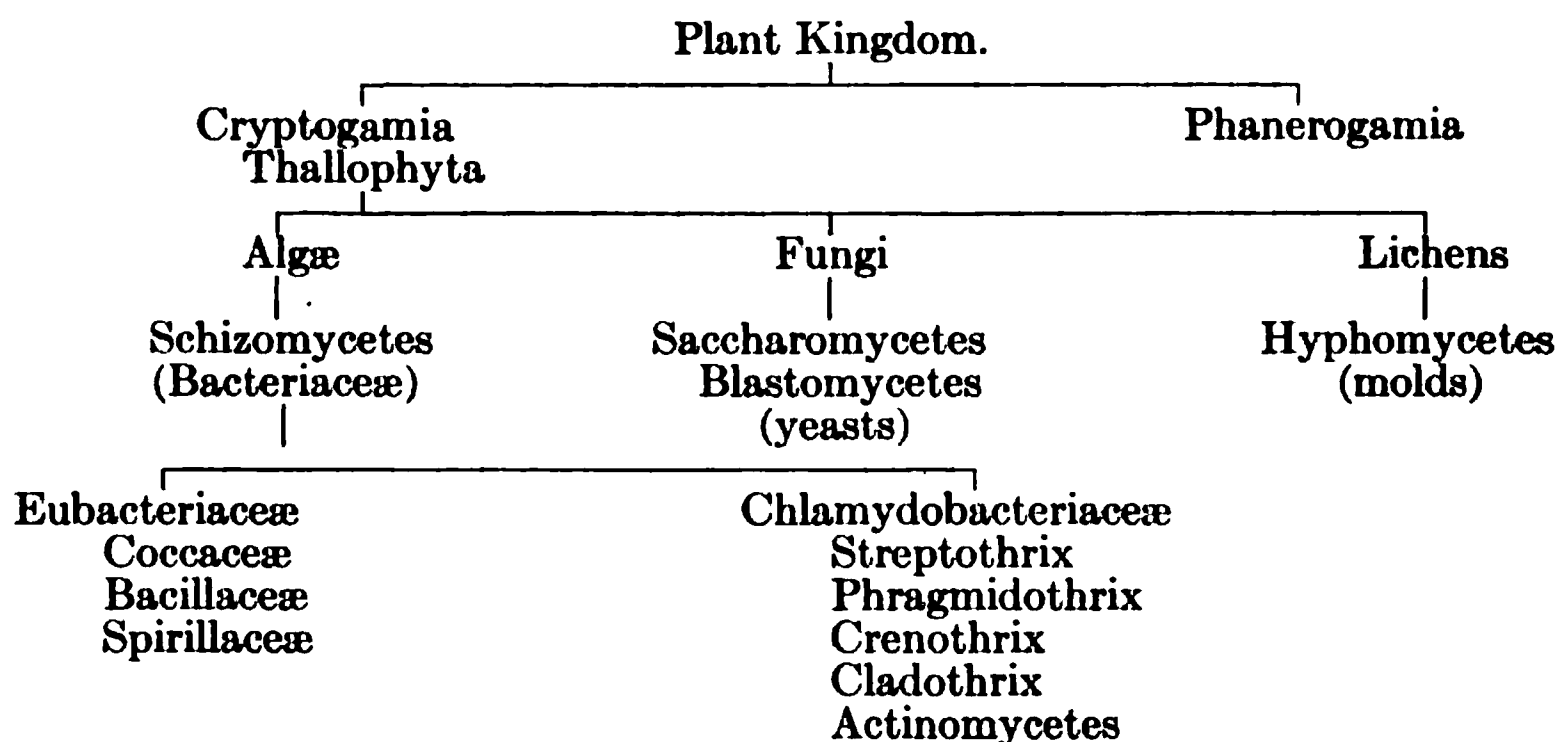 Plant Kingdom.
Cryptogamia Phanerogamia
Thallophyta
Algæ Fungi Lichens
Schizomycetes Saccharomycetes Hyphomycetes
(Bacteriaceæ) Blastomycetes (molds)
(yeasts)
Eubacteriaceæ Chlamydobacteriaceæ
Coccaceæ Streptothrix
Bacillaceæ Phragmidothrix
Spirillaceæ Crenothrix
Cladothrix
Actinomycetes